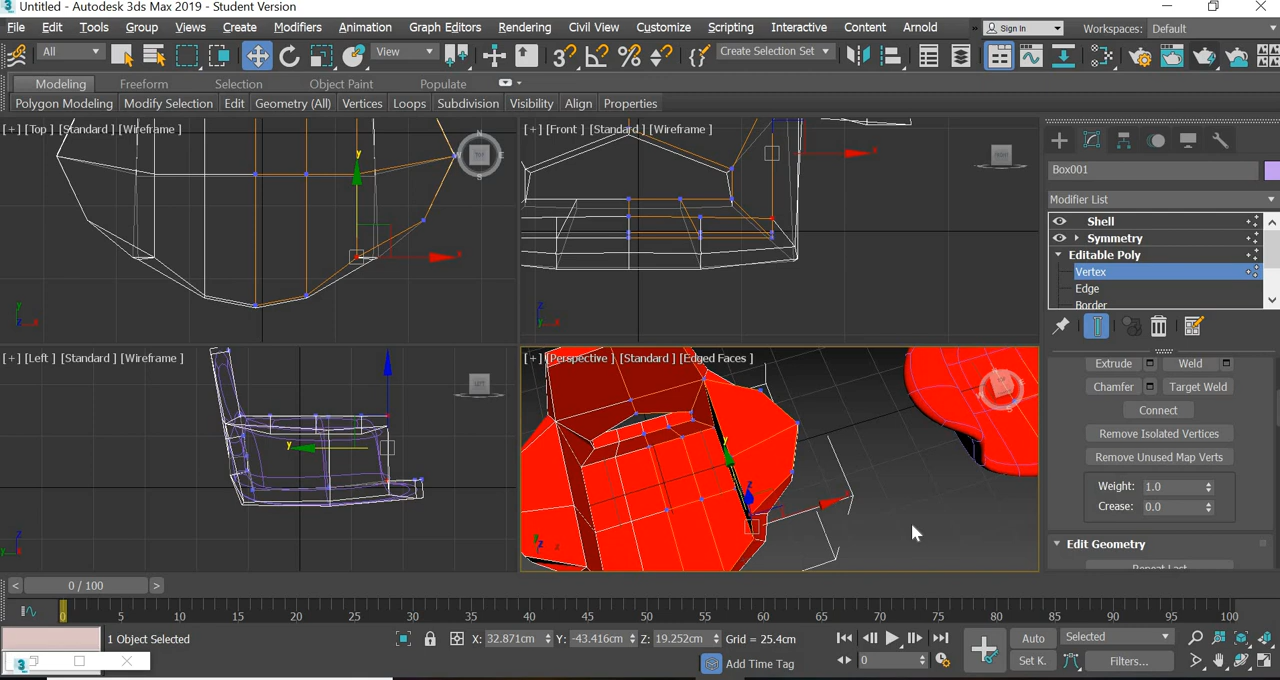 Untitled - Autodesk 3ds Max 2019 - Student Version
File Edit Tools Group Views Create Modifiers Animation Graph Editors Rendering Civil View Customize Scripting Interactive Content Arnold Sign In Workspaces: Default
All View Create Selection Set
Modeling Freeform Selection Object Paint Populate
Polygon Modeling Modify Selection Edit Geometry (All) Vertices Loops Subdivision Visibility Align Properties
[+] [Top ] [Standard ] [Wireframe ]
[+] [Front ] [Standard ] [Wireframe ]
Box001
Modifier List
Shell
Symmetry
Editable Poly
Vertex
Edge
Border
[+] [Left ] [Standard ] [Wireframe ]
[+] [Perspective ] [Standard ] [Edged Faces ]
Extrude Weld
Chamfer Target Weld
Connect
Remove Isolated Vertices
Remove Unused Map Verts
Weight: 1.0
Crease: 0.0
Edit Geometry
Repeat Last
< 0 / 100 >
0 5 10 15 20 25 30 35 40 45 50 55 60 65 70 75 80 85 90 95 100
1 Object Selected X: 32.871cm Y: -43.416cm Z: 19.252cm Grid = 25.4cm Auto Selected
Add Time Tag 0 Set K. Filters...